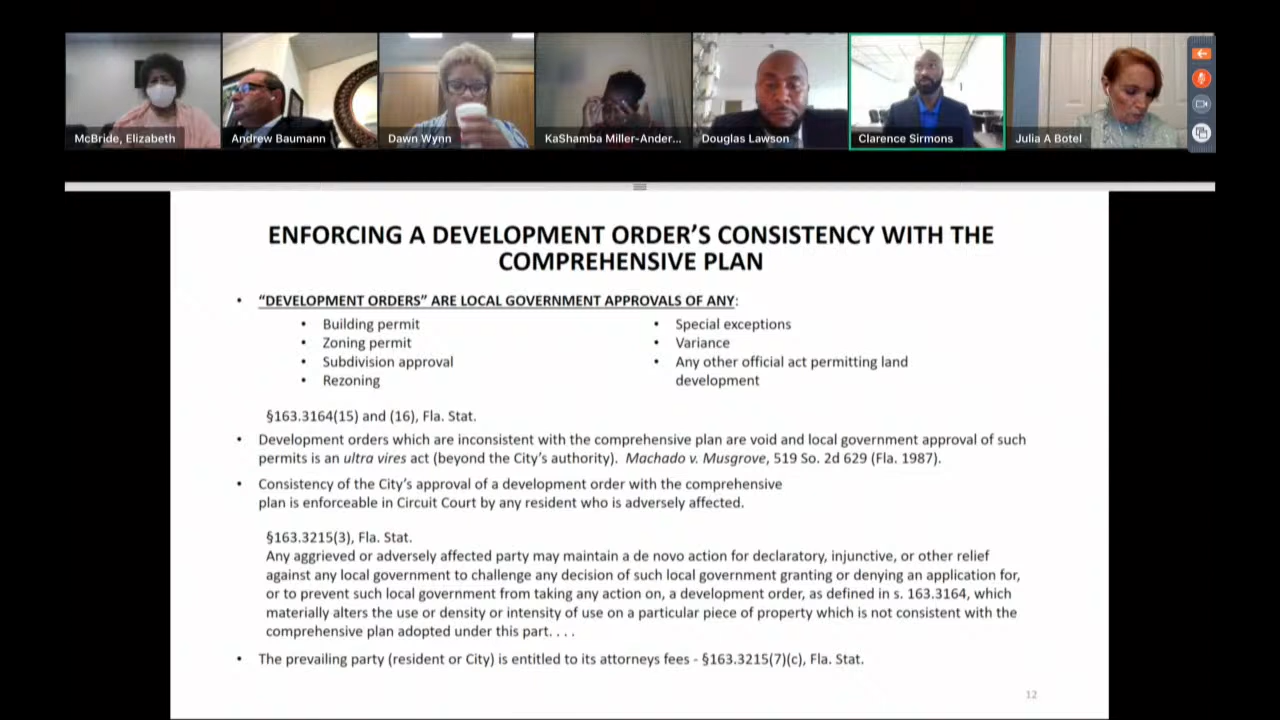 McBride, Elizabeth
Andrew Baumann
Dawn Wynn
KaShamba Miller-Ander...
Douglas Lawson
Clarence Sirmons
Julia A Botel
ENFORCING A DEVELOPMENT ORDER'S CONSISTENCY WITH THE
COMPREHENSIVE PLAN
• "DEVELOPMENT ORDERS" ARE LOCAL GOVERNMENT APPROVALS OF ANY:
• Building permit
• Zoning permit
• Subdivision approval
• Rezoning
• Special exceptions
• Variance
• Any other official act permitting land
development
§163.3164(15) and (16), Fla. Stat.
• Development orders which are inconsistent with the comprehensive plan are void and local government approval of such
permits is an ultra vires act (beyond the City's authority). Machado v. Musgrove, 519 So. 2d 629 (Fla. 1987).
• Consistency of the City's approval of a development order with the comprehensive
plan is enforceable in Circuit Court by any resident who is adversely affected.
§163.3215(3), Fla. Stat.
Any aggrieved or adversely affected party may maintain a de novo action for declaratory, injunctive, or other relief
against any local government to challenge any decision of such local government granting or denying an application for,
or to prevent such local government from taking any action on, a development order, as defined in s. 163.3164, which
materially alters the use or density or intensity of use on a particular piece of property which is not consistent with the
comprehensive plan adopted under this part. . . .
• The prevailing party (resident or City) is entitled to its attorneys fees - §163.3215(7)(c), Fla. Stat.
12